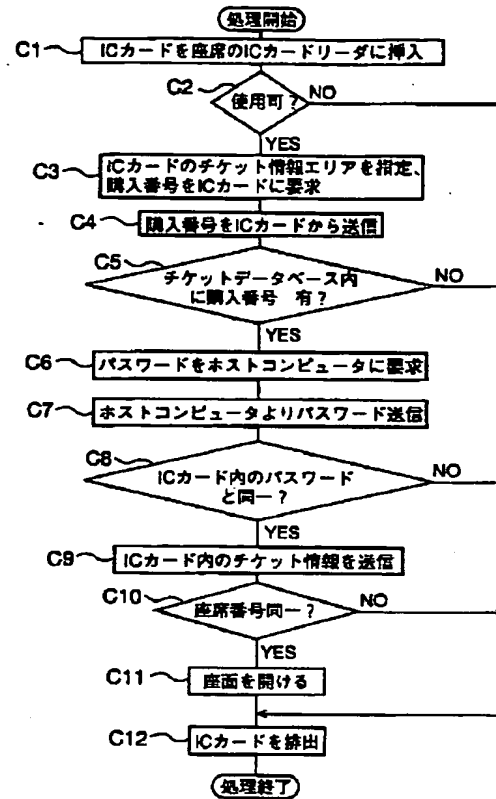 処理開始
C1 ICカードを座席のICカードリーダに挿入
C2 使用可? NO
YES
C3 ICカードのチケット情報エリアを指定、
購入番号をICカードに要求
C4 購入番号をICカードから送信
C5 チケットデータベース内 NO
に購入番号 有?
YES
C6 パスワードをホストコンピュータに要求
C7 ホストコンピュータよりパスワード送信
C8 ICカード内のパスワード NO
と同一?
YES
C9 ICカード内のチケット情報を送信
C10 座席番号同一? NO
YES
C11 座面を開ける
C12 ICカードを排出
処理終了